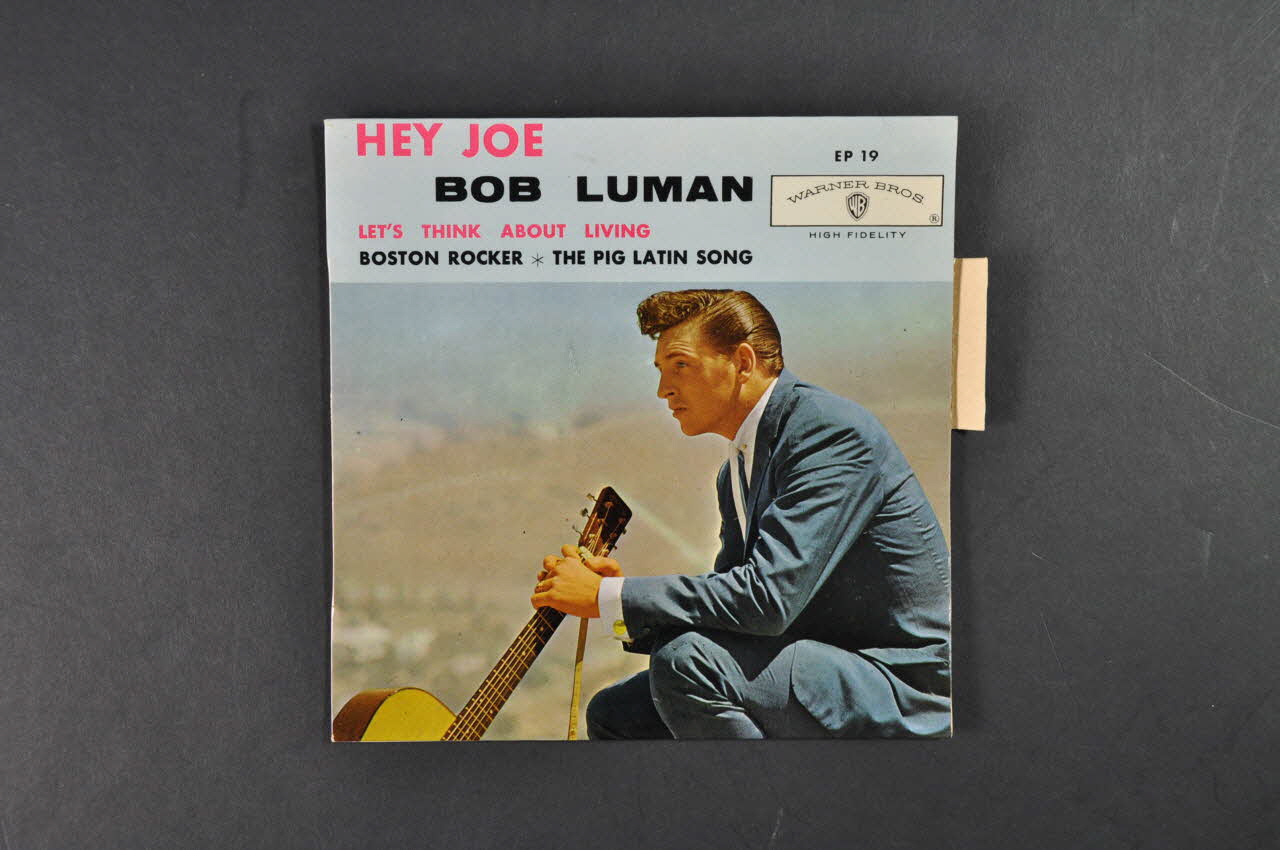 HEY JOE
BOB LUMAN
LET'S THINK ABOUT LIVING
BOSTON ROCKER * THE PIG LATIN SONG
EP 19
WARNER BROS.
WB
®
HIGH FIDELITY